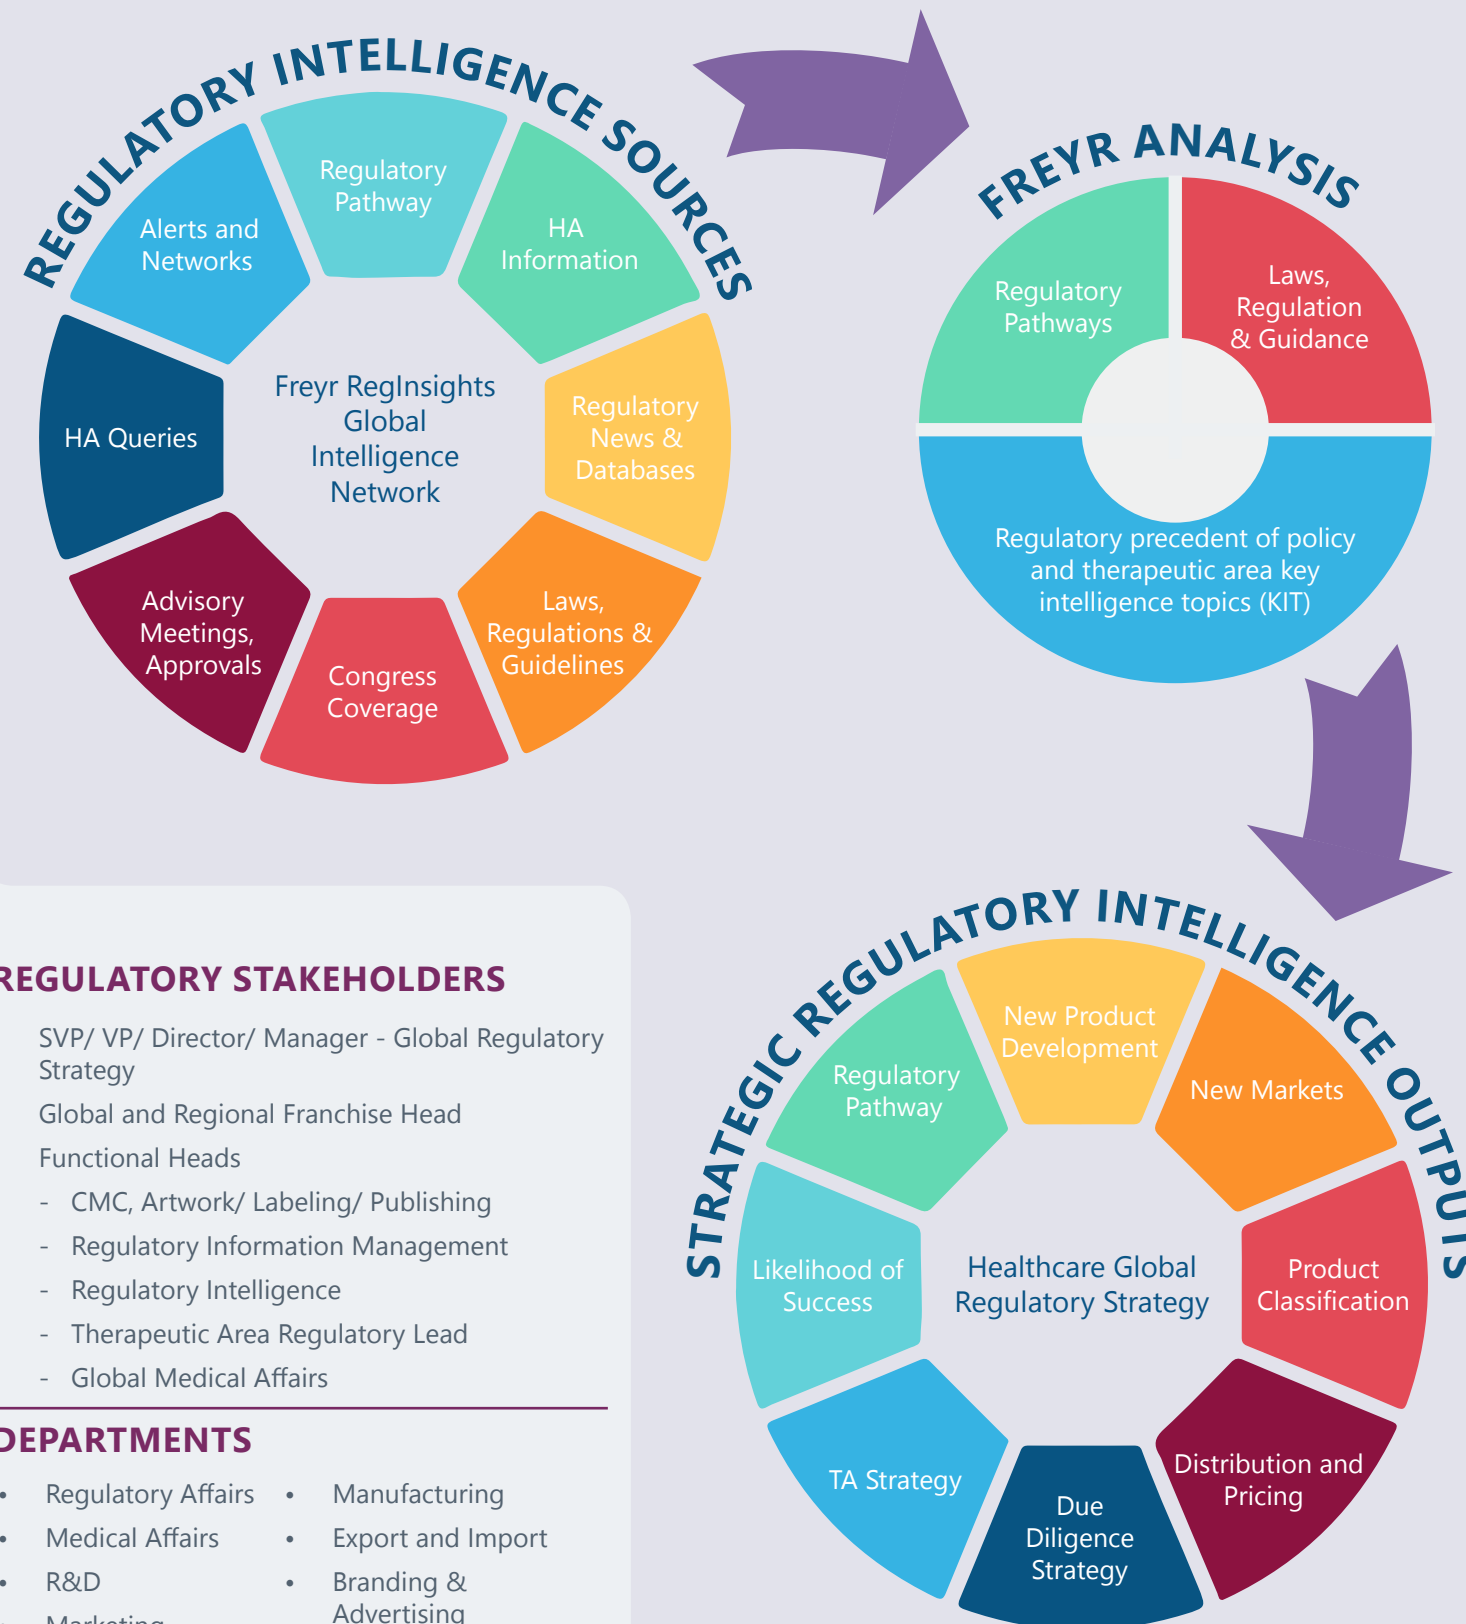 REGULATORY INTELLIGENCE SOURCES
Regulatory
Pathway
HA
Information
Regulatory
News &
Databases
Laws,
Regulations &
Guidelines
Congress
Coverage
Advisory
Meetings,
Approvals
HA Queries
Alerts and
Networks
Freyr RegInsights
Global
Intelligence
Network
FREYR ANALYSIS
Regulatory
Pathways
Laws,
Regulation
& Guidance
Regulatory precedent of policy
and therapeutic area key
intelligence topics (KIT)
STRATEGIC REGULATORY INTELLIGENCE OUTPUTS
New Product
Development
New Markets
Product
Classification
Distribution and
Pricing
Due
Diligence
Strategy
TA Strategy
Likelihood of
Success
Regulatory
Pathway
Healthcare Global
Regulatory Strategy
REGULATORY STAKEHOLDERS
SVP/ VP/ Director/ Manager - Global Regulatory
Strategy
Global and Regional Franchise Head
Functional Heads
- CMC, Artwork/ Labeling/ Publishing
- Regulatory Information Management
- Regulatory Intelligence
- Therapeutic Area Regulatory Lead
- Global Medical Affairs
DEPARTMENTS
• Regulatory Affairs
• Medical Affairs
• R&D
• Marketing
• Manufacturing
• Export and Import
• Branding &
Advertising